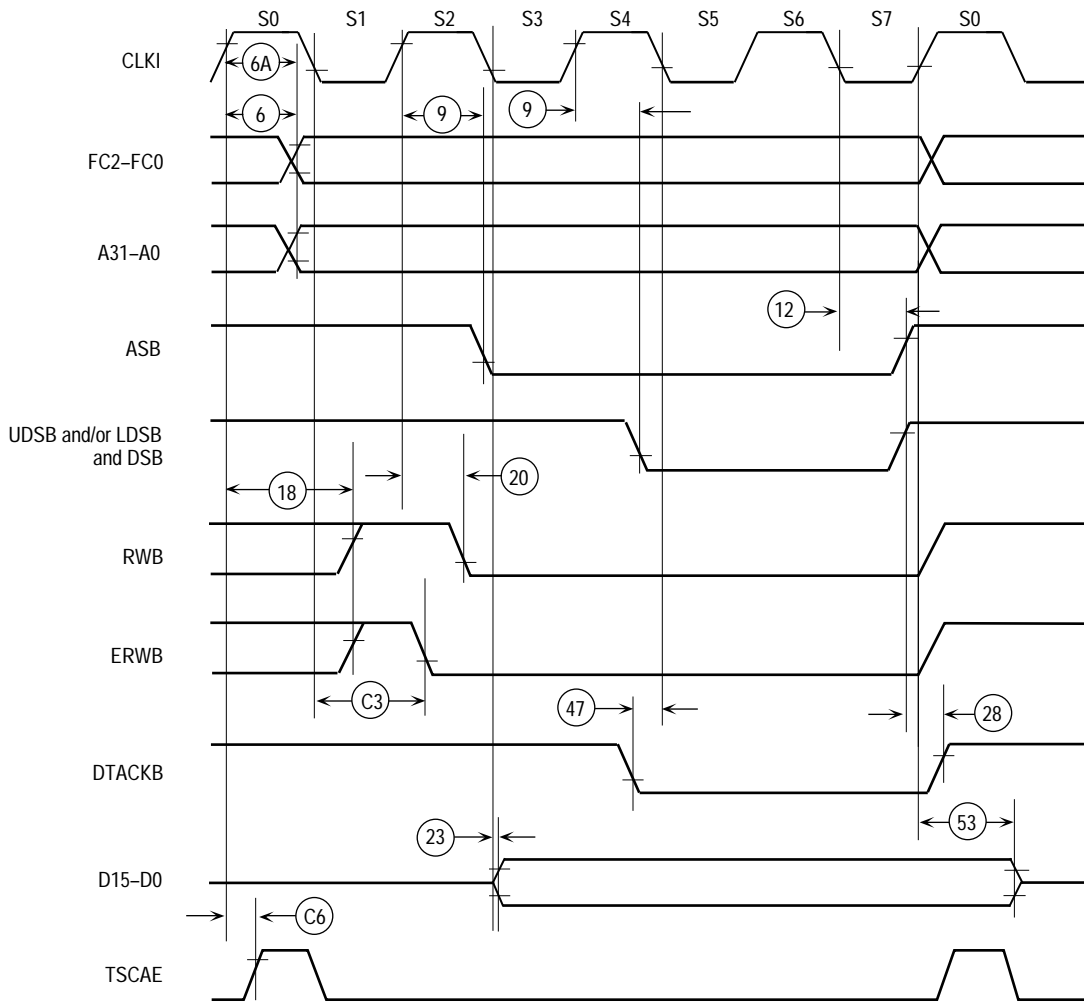 S0 S1 S2 S3 S4 S5 S6 S7 S0
CLKI
6A
6 9 9
FC2–FC0
A31–A0
12
ASB
UDSB and/or LDSB
and DSB
18 20
RWB
ERWB
C3 47 28
DTACKB
23 53
D15–D0
C6
TSCAE